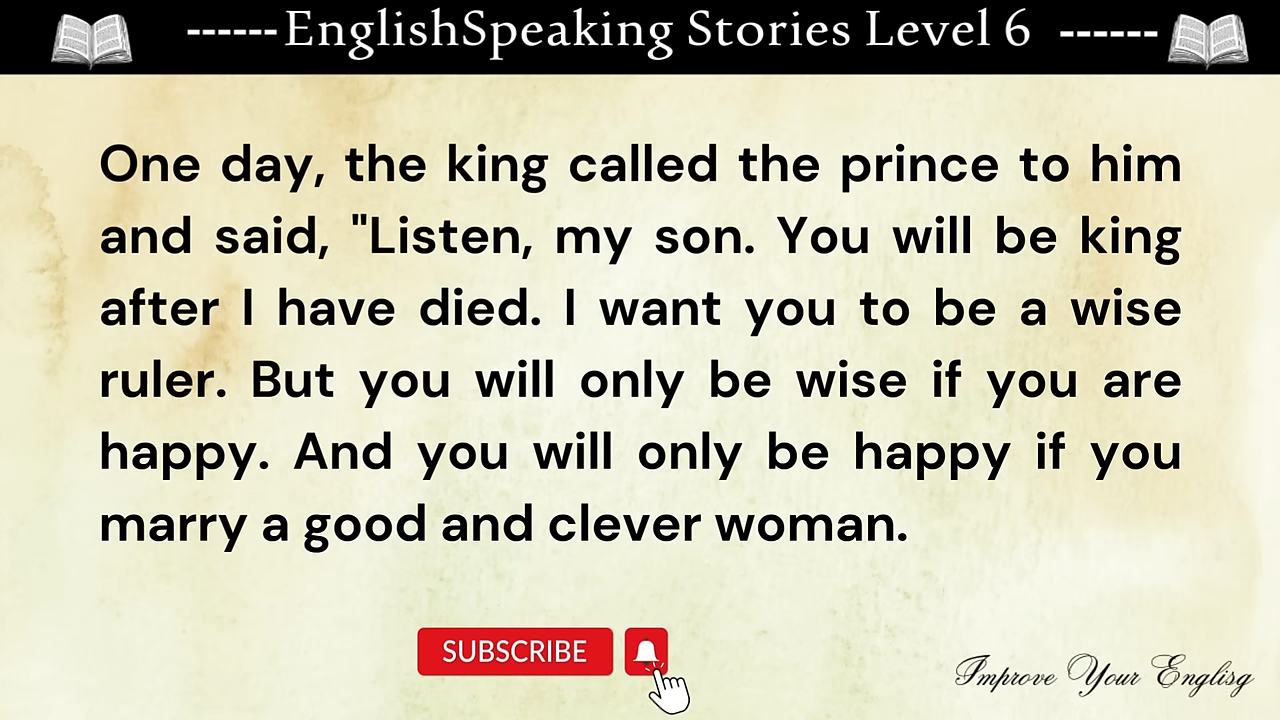 ------EnglishSpeaking Stories Level 6 ------
One day, the king called the prince to him
and said, "Listen, my son. You will be king
after I have died. I want you to be a wise
ruler. But you will only be wise if you are
happy. And you will only be happy if you
marry a good and clever woman.
SUBSCRIBE
Improve Your Englisg